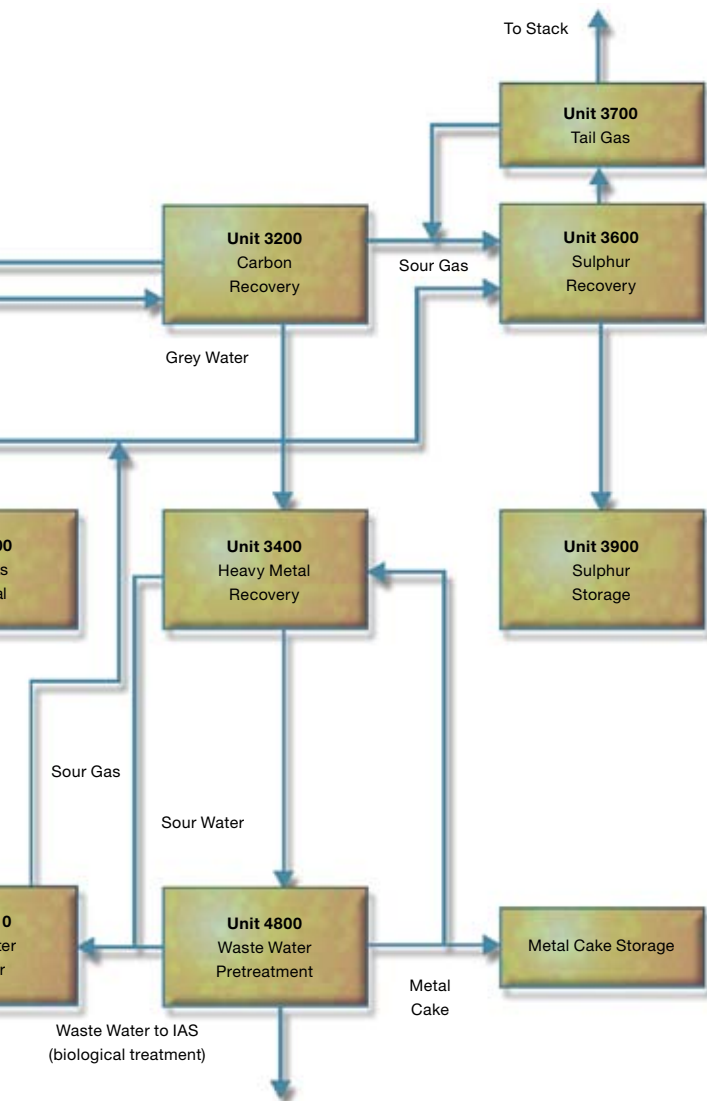 To Stack
Unit 3700
Tail Gas
Unit 3200
Carbon
Recovery
Sour Gas
Unit 3600
Sulphur
Recovery
Grey Water
Unit 3400
Heavy Metal
Recovery
Unit 3900
Sulphur
Storage
Sour Gas
Sour Water
Unit 4800
Waste Water
Pretreatment
Metal Cake Storage
Metal
Cake
Waste Water to IAS
(biological treatment)